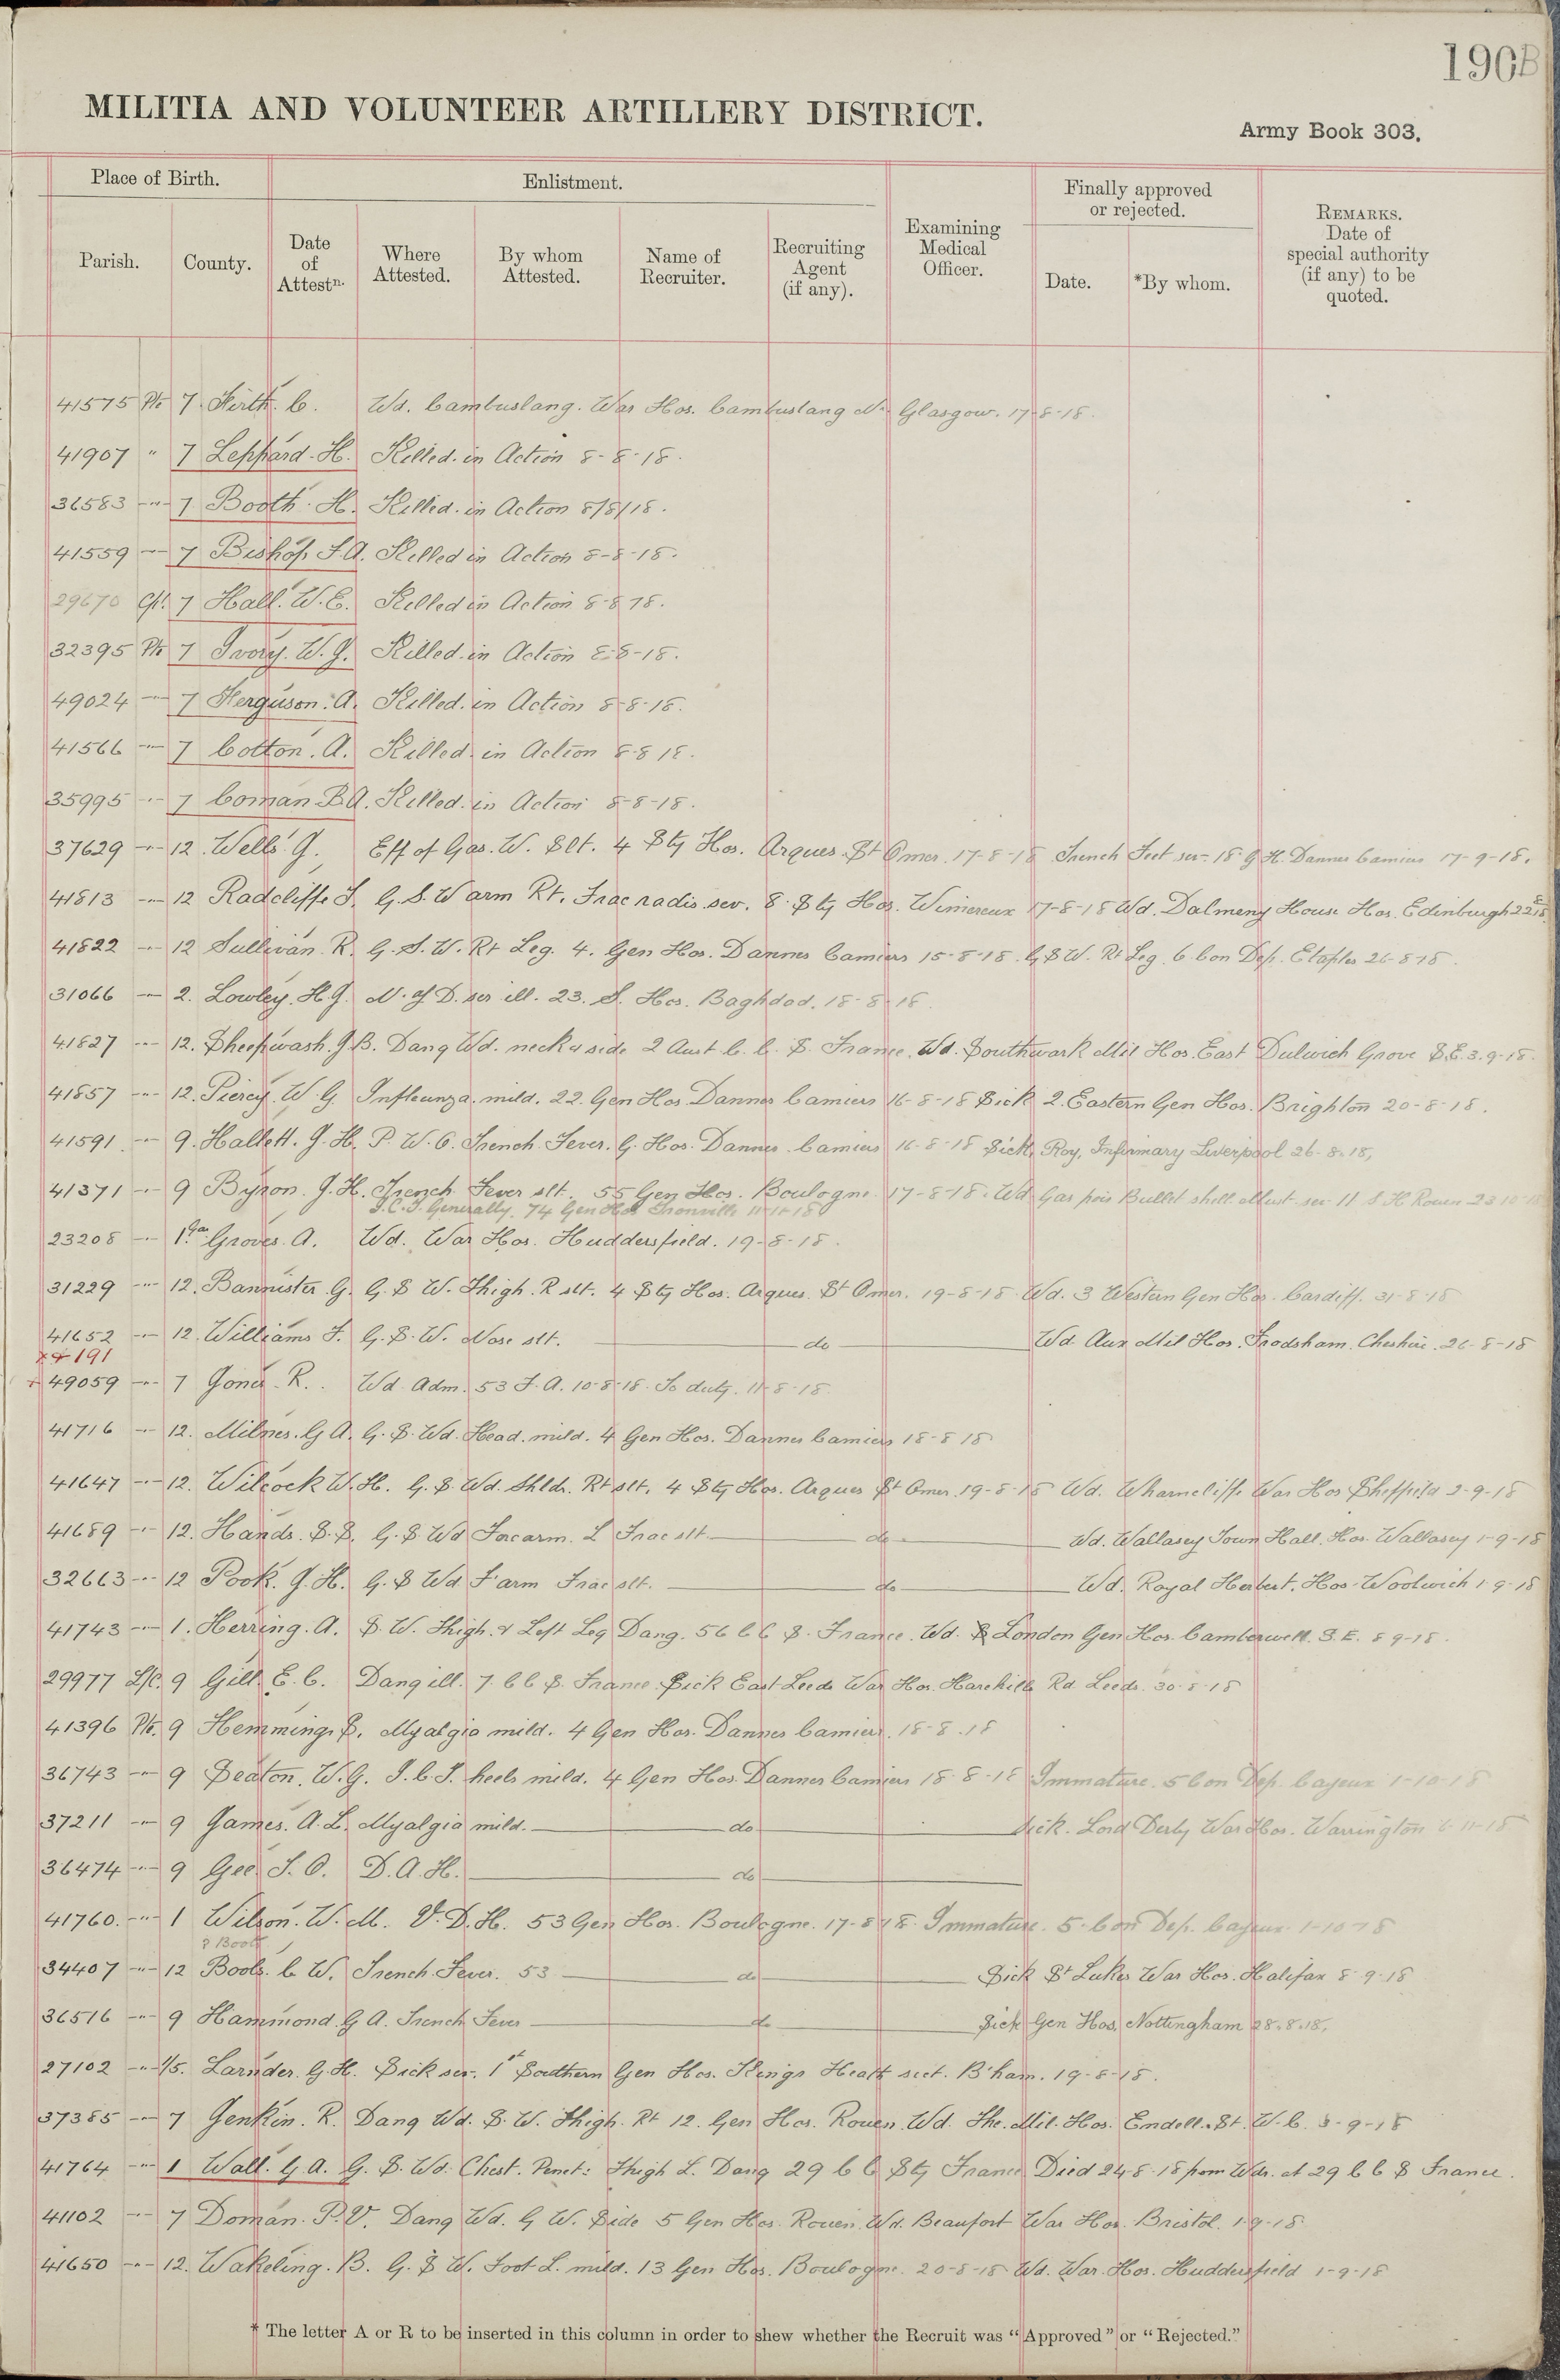 190B
MILITIA AND VOLUNTEER ARTILLERY DISTRICT.
Army Book 303.
Place of Birth.
Enlistment.
Finally approved
or rejected.
Parish.
County.
Date
of
Attestn.
Where
Attested.
By whom
Attested.
Name of
Recruiter.
Recruiting
Agent
(if any).
Examining
Medical
Officer.
Date.
*By whom.
REMARKS.
Date of
special authority
(if any) to be
quoted.
41575 Pte 7 Firth. C. Wd. Cambuslang. War Hos. Cambuslang Nr. Glasgow. 17-8-18.
41907 " 7 Leppard. H. Killed. in Action 8-8-18.
36583 -"- 7 Booth. H. Killed. in Action 8/8/18.
41559 -"- 7 Bishop F.A. Killed in Action 8-8-18.
29670 Cpl. 7 Hall. W.E. Killed in Action 8-8 18.
32395 Pte 7 Ivory. W.J. Killed. in Action 8-8-18.
49024 -"- 7 Ferguson. A. Killed. in Action 8-8-18.
41566 -"- 7 Cotton. A. Killed. in Action 8.8 18.
35995 -"- 7 Coman B.A. Killed. in Action 8-8-18.
37629 -"- 12. Wells. J. Eff of Gas. W. Slt. 4 Sty Hos. Arques. St Omer. 17-8-18 Trench Feet sev. 18 G H. Dannes Camiers 17-9-18.
41813 -"- 12 Radcliffe J. G.S.W arm Rt. Frac radis sev. 8. Sty Hos. Wimereux 17-8-18 Wd. Dalmeny House Hos. Edinburgh 22
41822 -"- 12 Sullivan. R. G.S.W. Rt Leg. 4. Gen Hos. Dannes Camiers 15-8-18. G.S.W. Rt Leg. 6 Con Dep. Etaples 26-8-18.
31066 -"- 2. Lowley. H.J. N. of D. ser ill. 23. S. Hos. Baghdad. 18-8-18.
41827 -"- 12. Sheepwash. J.B. Dang Wd. neck & side 2 Aust C. C. S. France. Wd. Southwark Mil Hos. East Dulwich Grove S.E. 3.9-18.
41857 -"- 12. Piercy. W.G. Infleunza. mild. 22. Gen Hos. Dannes Camiers 16-8-18 Sick 2. Eastern Gen Hos. Brighton 20-8-18.
41591 -"- 9. Hallett. J.H. P.W.O. Trench Fever. G. Hos. Dannes. Camiers 16-8-18 Sick. Roy. Infirmary Liverpool 26-8-18,
41371 -"- 9 Byron. J.H. Trench Fever slt. 55 Gen Hos. Boulogne. 17-8-18. Wd Gas pois Bullet shell sev 11 S H Rouen 23 10 18
I.C.T. Generally. 74 Gen Hos Tronville 11-11-18
23208 -"- 1. Groves. A. Wd. War Hos. Huddersfield. 19-8-18.
31229 -"- 12. Bannister G. G.S W. Thigh. R slt. 4 Sty Hos. Arques. St Omer. 19-8-18 Wd. 3 Western Gen Hos. Cardiff. 31-8-18
41652 -"- 12. Williams J. G.S.W. Nose slt. do Wd Aux Mil Hos. Frodsham. Cheshire. 26-8-18
X & 191
+ 49059 -"- 7 Jones. R. Wd Adm. 53 F.A. 10-8-18. To duty. 11-8-18.
41716 -"- 12. Milnes. G A. G.S. Wd. Head. mild. 4 Gen Hos. Dannes Camiers 18-8 18
41647 -"- 12. Wilcock W.H. G.S. Wd. Shldr. Rt slt. 4 Sty Hos. Arques St Omer. 19-8-18 Wd. Wharncliffe War Hos Sheffield 2-9-18
41689 -"- 12. Hands. S.S. G.S Wd Forearm. L Frac slt. do Wd. Wallasey Town Hall. Hos. Wallasey 1-9-18
32663 -"- 12 Pook. J.H. G.S Wd F'arm Frac slt. do Wd. Royal Herbert. Hos. Woolwich 1-9-18
41743 -"- 1. Herring. A. S.W. Thigh. & Left Leg Dang. 56 C C S. France. Wd. London Gen Hos. Camberwell. S.E. 8 9-18.
29977 L/C. 9 Gill. E.C. Dang ill. 7. C C S. France. Sick East Leeds War Hos. Harehills Rd. Leeds. 30-8-18
41396 Pte. 9 Hemming. S. Myalgia mild. 4 Gen Hos. Dannes Camiers. 18-8.18
36743 -"- 9 Seaton. W.G. I.C.T. heels mild. 4 Gen Hos. Dannes Camiers 18-8-18 Immature. 5 Con Dep. Cayeux 1-10-18
37211 -"- 9 James. A.L. Myalgia mild. do Sick. Lord Derby War Hos. Warrington 6-11-18
36474 -"- 9 Gee. J.O. D.A.H. do
41760. -"- 1 Wilson. W.M. V.D.H. 53 Gen Hos. Boulogne. 17-8 18. Immature. 5. Con Dep. Cayeux. 1-10-18
? Boots
34407 -"- 12 Bools. C W. Trench. Fever. 53 do Sick St Lukes War Hos. Halifax 8-9-18
36516 -"- 9 Hammond. G A. Trench Fever do Sick Gen Hos. Nottingham 28.8.18.
27102 -"- 1/5. Larnder. G H. Sick ser. 1st Southern Gen Hos. Kings Heath sect. B'ham. 19-8-18.
37385 -"- 7 Jenkin. R. Dang Wd. S.W. Thigh. Rt 12. Gen Hos. Rouen. Wd. The. Mil. Hos. Endell. St. W.C. 3-9-18
41764 -"- 1 Wall. G.A. G.S. Wd. Chest. Penet: Thigh L. Dang 29 C C Stg France Died 24-8-18 from Wds. at 29 C C S France.
41102 -"- 7 Doman. P.V. Dang Wd. G W. Side 5 Gen Hos. Rouen. Wd. Beaufort War Hos. Bristol. 1-9-18.
41650 -"- 12. Wakeling. B. G.S W. Foot L. mild. 13 Gen Hos. Boulogne. 20-8-18 Wd. War. Hos. Huddersfield 1-9-18
* The letter A or R to be inserted in this column in order to shew whether the Recruit was "Approved" or "Rejected."